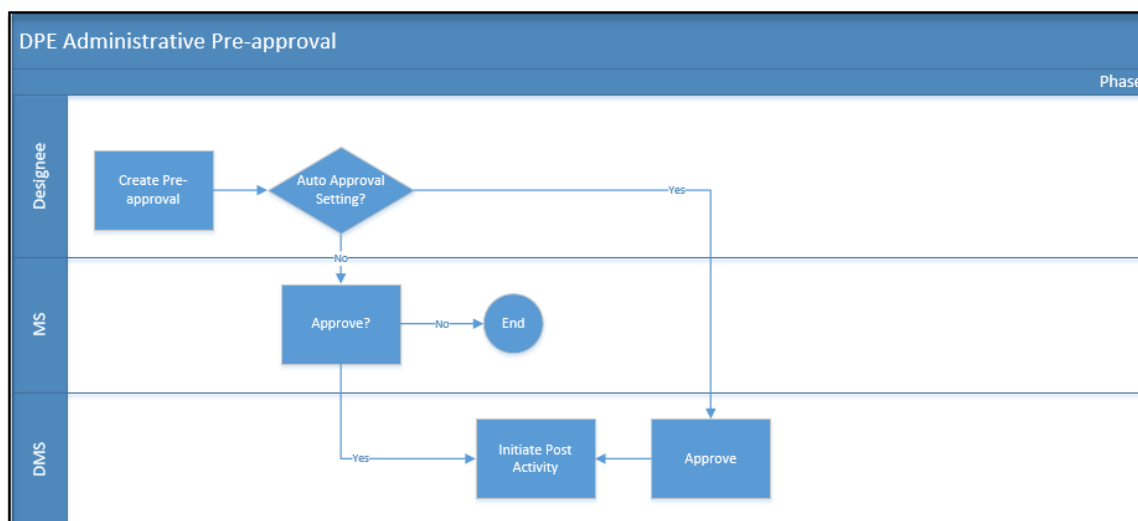 DPE Administrative Pre-approval
Phase
Designee
Create Pre-
approval
Auto Approval
Setting?
Yes
No
MS
Approve?
No
End
DMS
Yes
Initiate Post
Activity
Approve